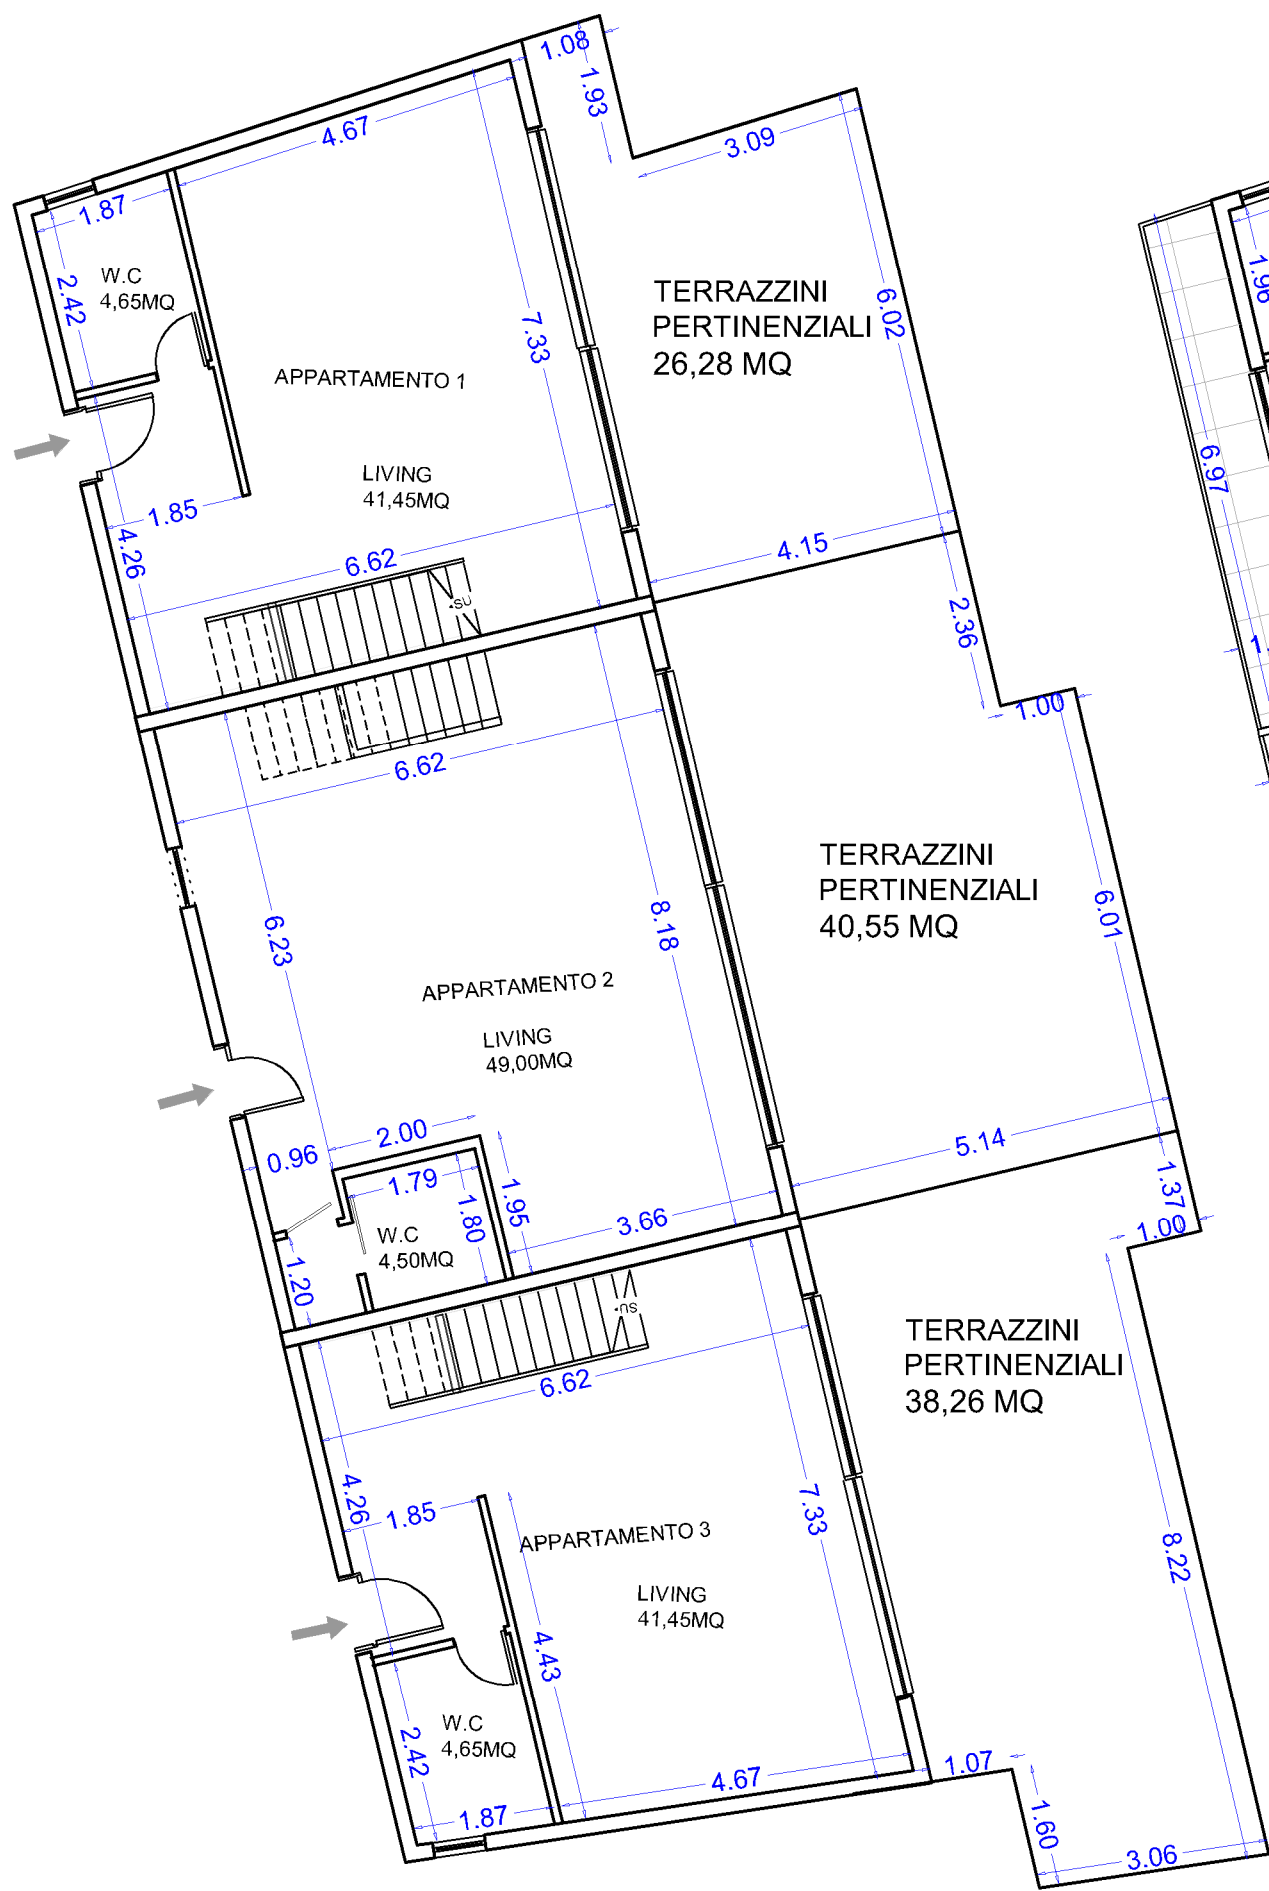 1.08
1.93
4.67
3.09
1.87
W.C
4,65MQ
2.42
7.33
6.02
TERRAZZINI
PERTINENZIALI
26,28 MQ
1.96
APPARTAMENTO 1
LIVING
41,45MQ
1.85
4.26
6.62
4.15
6.97
SU
2.36
1.00
6.62
6.23
8.18
TERRAZZINI
PERTINENZIALI
40,55 MQ
6.01
APPARTAMENTO 2
LIVING
49,00MQ
0.96
2.00
1.79
1.80
1.95
W.C
4,50MQ
3.66
5.14
1.37
1.00
1.20
SU
6.62
TERRAZZINI
PERTINENZIALI
38,26 MQ
4.26
1.85
7.33
APPARTAMENTO 3
LIVING
41,45MQ
8.22
4.43
W.C
4,65MQ
2.42
1.87
4.67
1.07
1.60
3.06